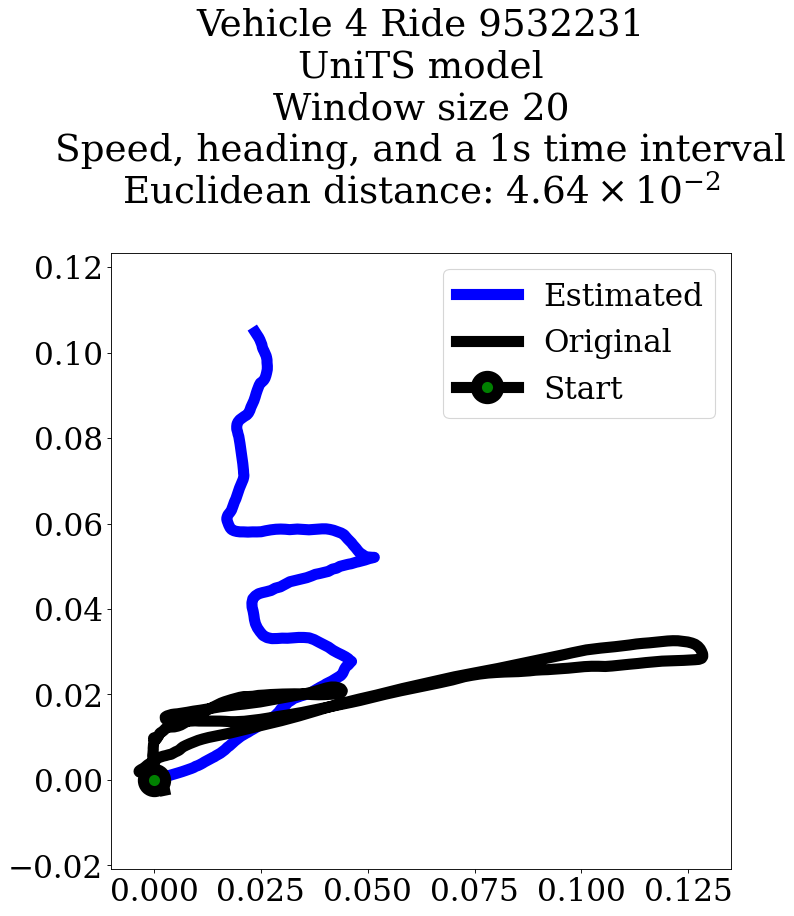 Vehicle 4 Ride 9532231
UniTS model
Window size 20
Speed, heading, and a 1s time interval
Euclidean distance: 4.64 × 10⁻²
0.12
0.10
0.08
0.06
0.04
0.02
0.00
−0.02
Estimated
Original
Start
0.000 0.025 0.050 0.075 0.100 0.125